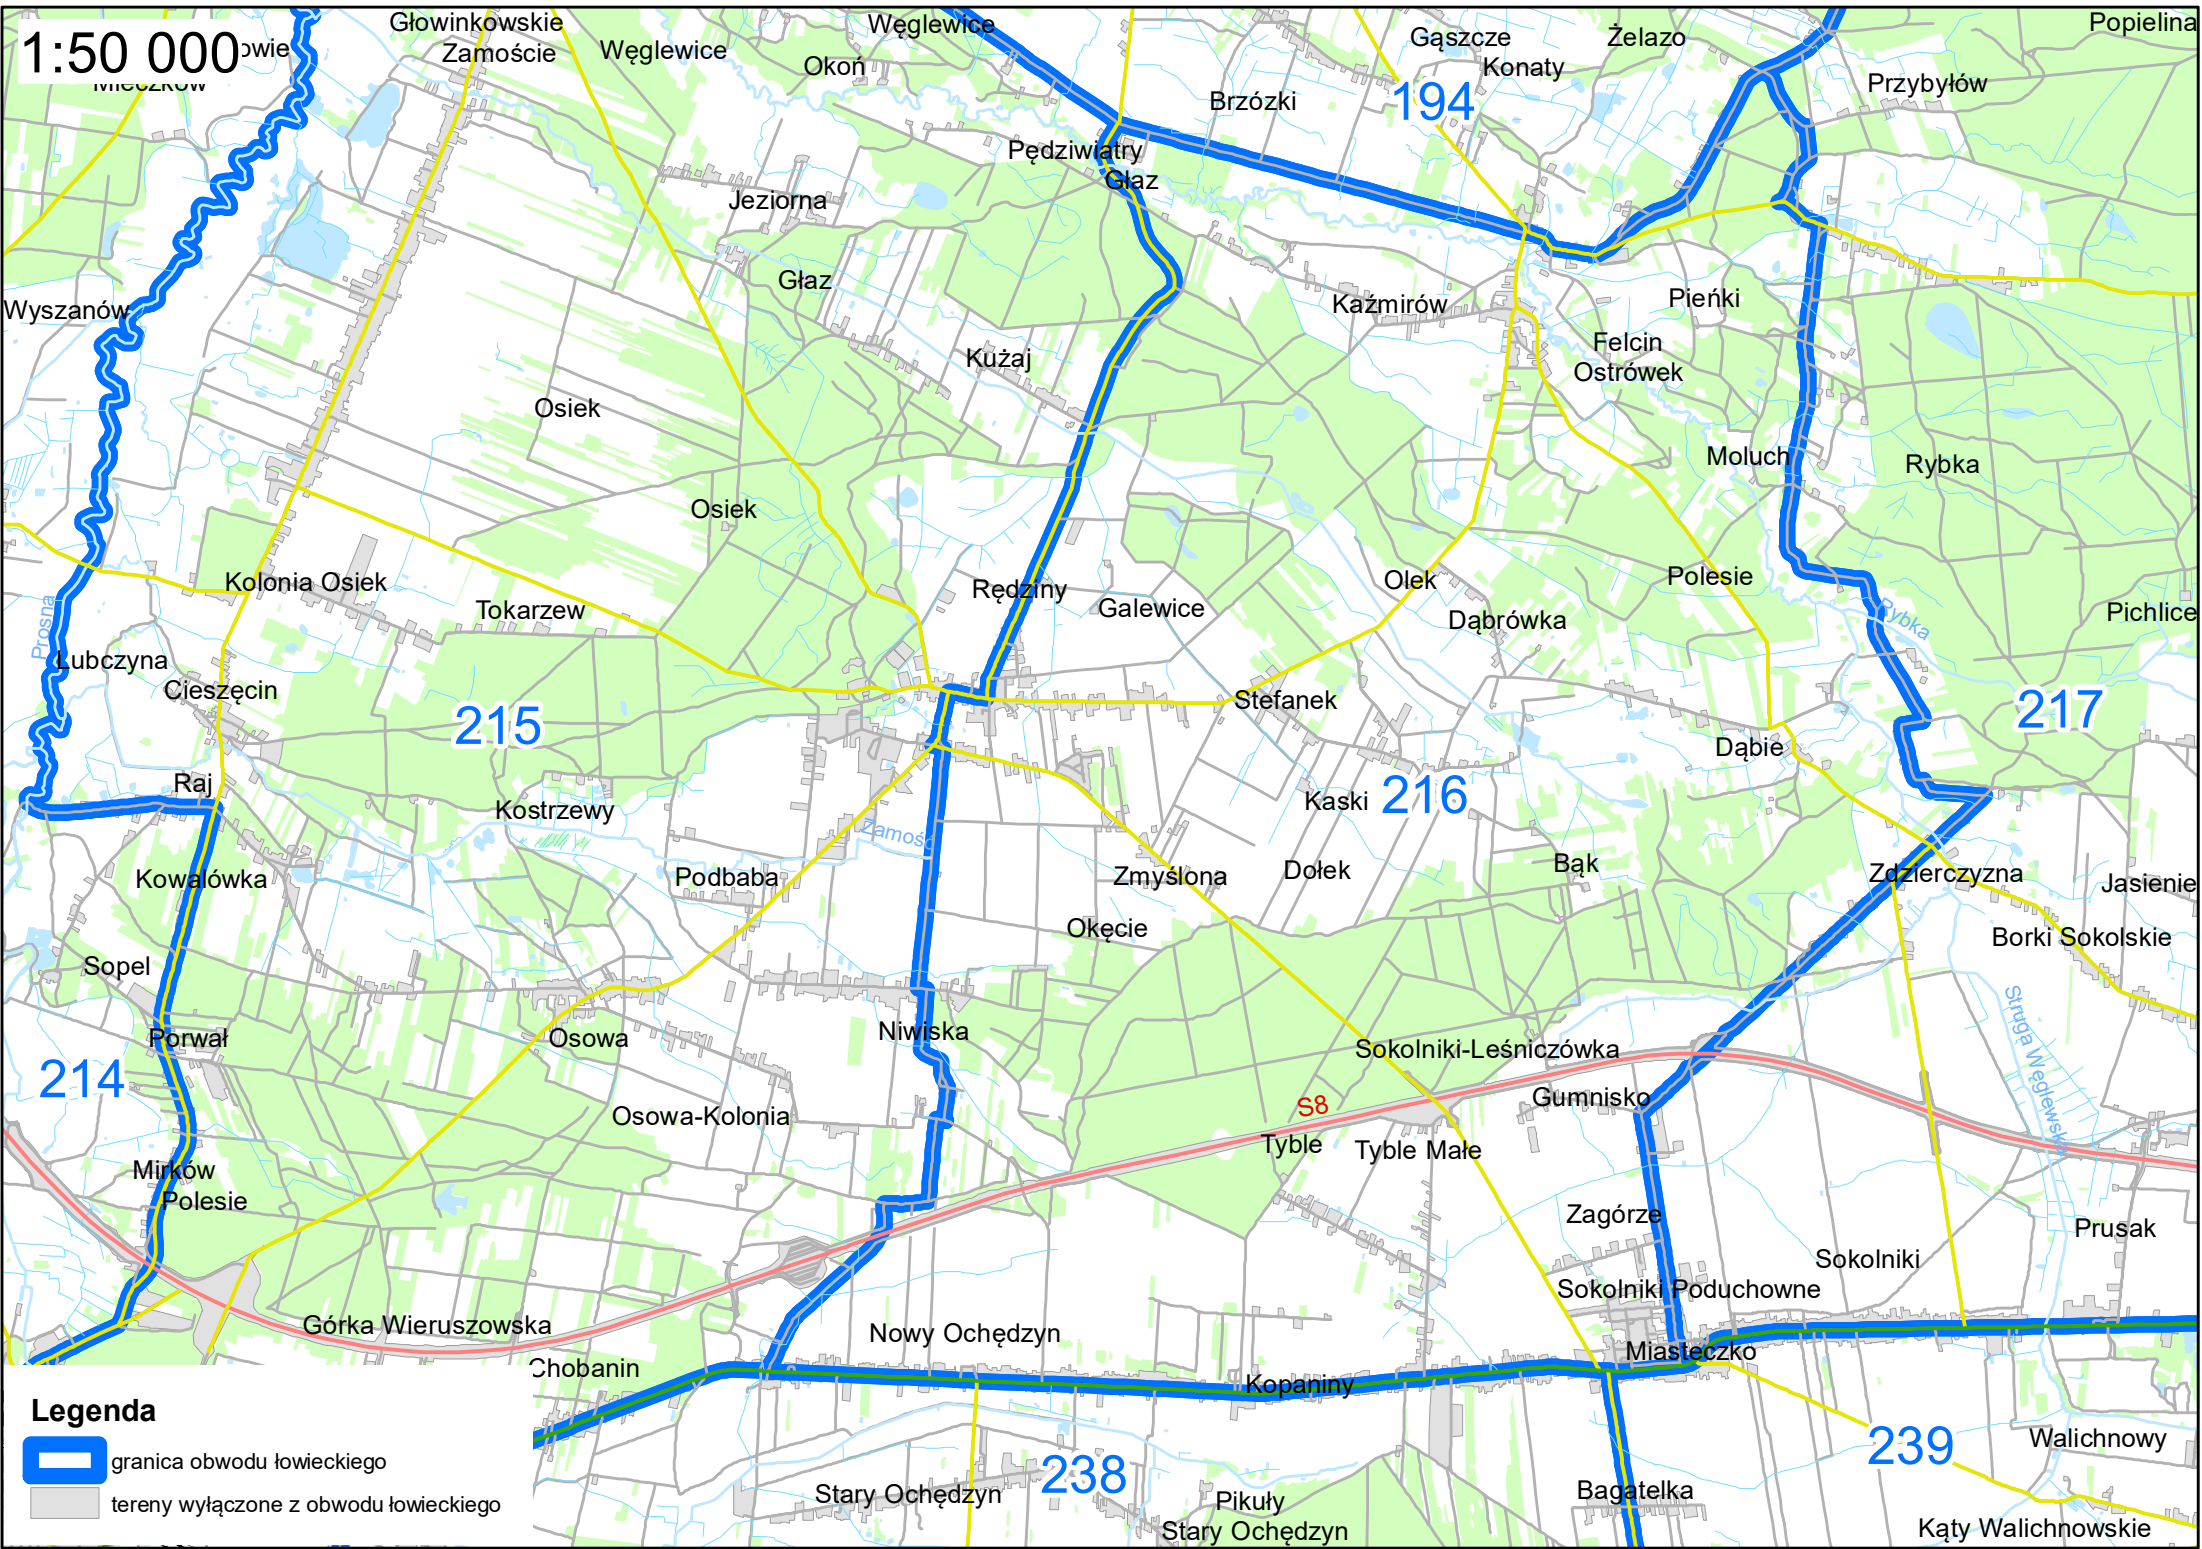 1:50 000
owie
Mieczków
Głowinkowskie
Zamoście
Węglewice
Węglewice
Okoń
Gąszcze
Konaty
Żelazo
Popielina
Przybyłów
Brzózki
194
Pędziwiatry
Głaz
Jeziorna
Głaz
Wyszanów
Kaźmirów
Pieńki
Felcin
Ostrówek
Kużaj
Osiek
Moluch
Rybka
Osiek
Kolonia Osiek
Tokarzew
Rędziny
Galewice
Olek
Dąbrówka
Polesie
Rybka
Pichlice
Prosna
Lubczyna
Cieszęcin
215
Stefanek
Dąbie
217
Raj
Kostrzewy
Kaski
216
Zamość
Kowalówka
Podbaba
Zmyślona
Dołek
Bąk
Zdzierczyzna
Jasienie
Okęcie
Borki Sokolskie
Sopel
Porwał
Osowa
Niwiska
Sokolniki-Leśniczówka
Struga Węglewska
214
Osowa-Kolonia
S8
Gumnisko
Tyble
Tyble Małe
Mirków
Polesie
Zagórze
Prusak
Sokolniki
Sokolniki Poduchowne
Górka Wieruszowska
Nowy Ochędzyn
Miasteczko
Chobanin
Kopaniny
Legenda
granica obwodu łowieckiego
tereny wyłączone z obwodu łowieckiego
238
239
Walichnowy
Stary Ochędzyn
Pikuły
Stary Ochędzyn
Bagatelka
Kąty Walichnowskie